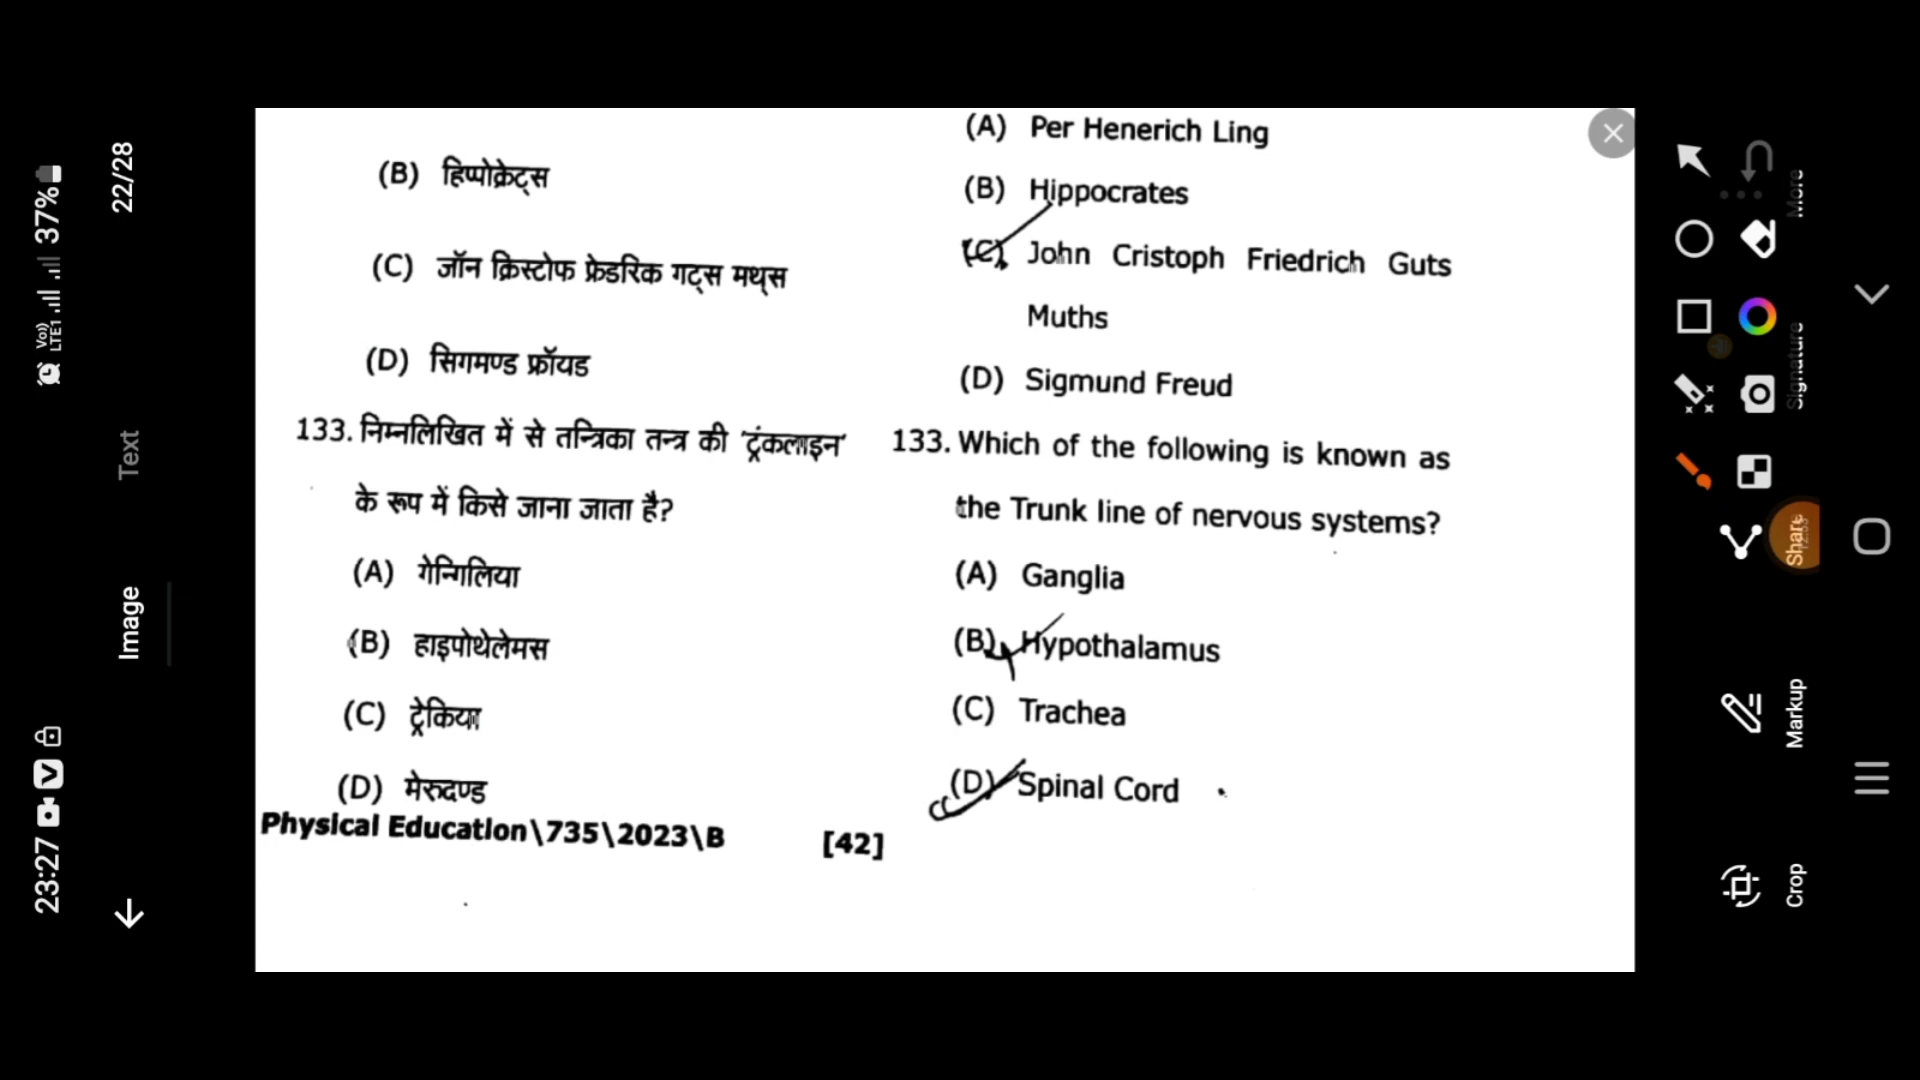 (B) हिप्पोक्रेट्स
(C) जॉन क्रिस्टोफ फ्रेडरिक गट्स मथ्स
(D) सिगमण्ड फ्रॉयड
133. निम्नलिखित में से तन्त्रिका तन्त्र की 'ट्रंकलाइन'
के रूप में किसे जाना जाता है?
(A) गेन्गिलिया
(B) हाइपोथेलेमस
(C) ट्रेकिया
(D) मेरुदण्ड
Physical Education\735\2023\B [42]
(A) Per Henerich Ling
(B) Hippocrates
(C) John Cristoph Friedrich Guts
Muths
(D) Sigmund Freud
133. Which of the following is known as
the Trunk line of nervous systems?
(A) Ganglia
(B) Hypothalamus
(C) Trachea
(D) Spinal Cord
23:27
Vo)) LTE1
37%
22/28
Text
Image
More
Signature
Share
Markup
Crop